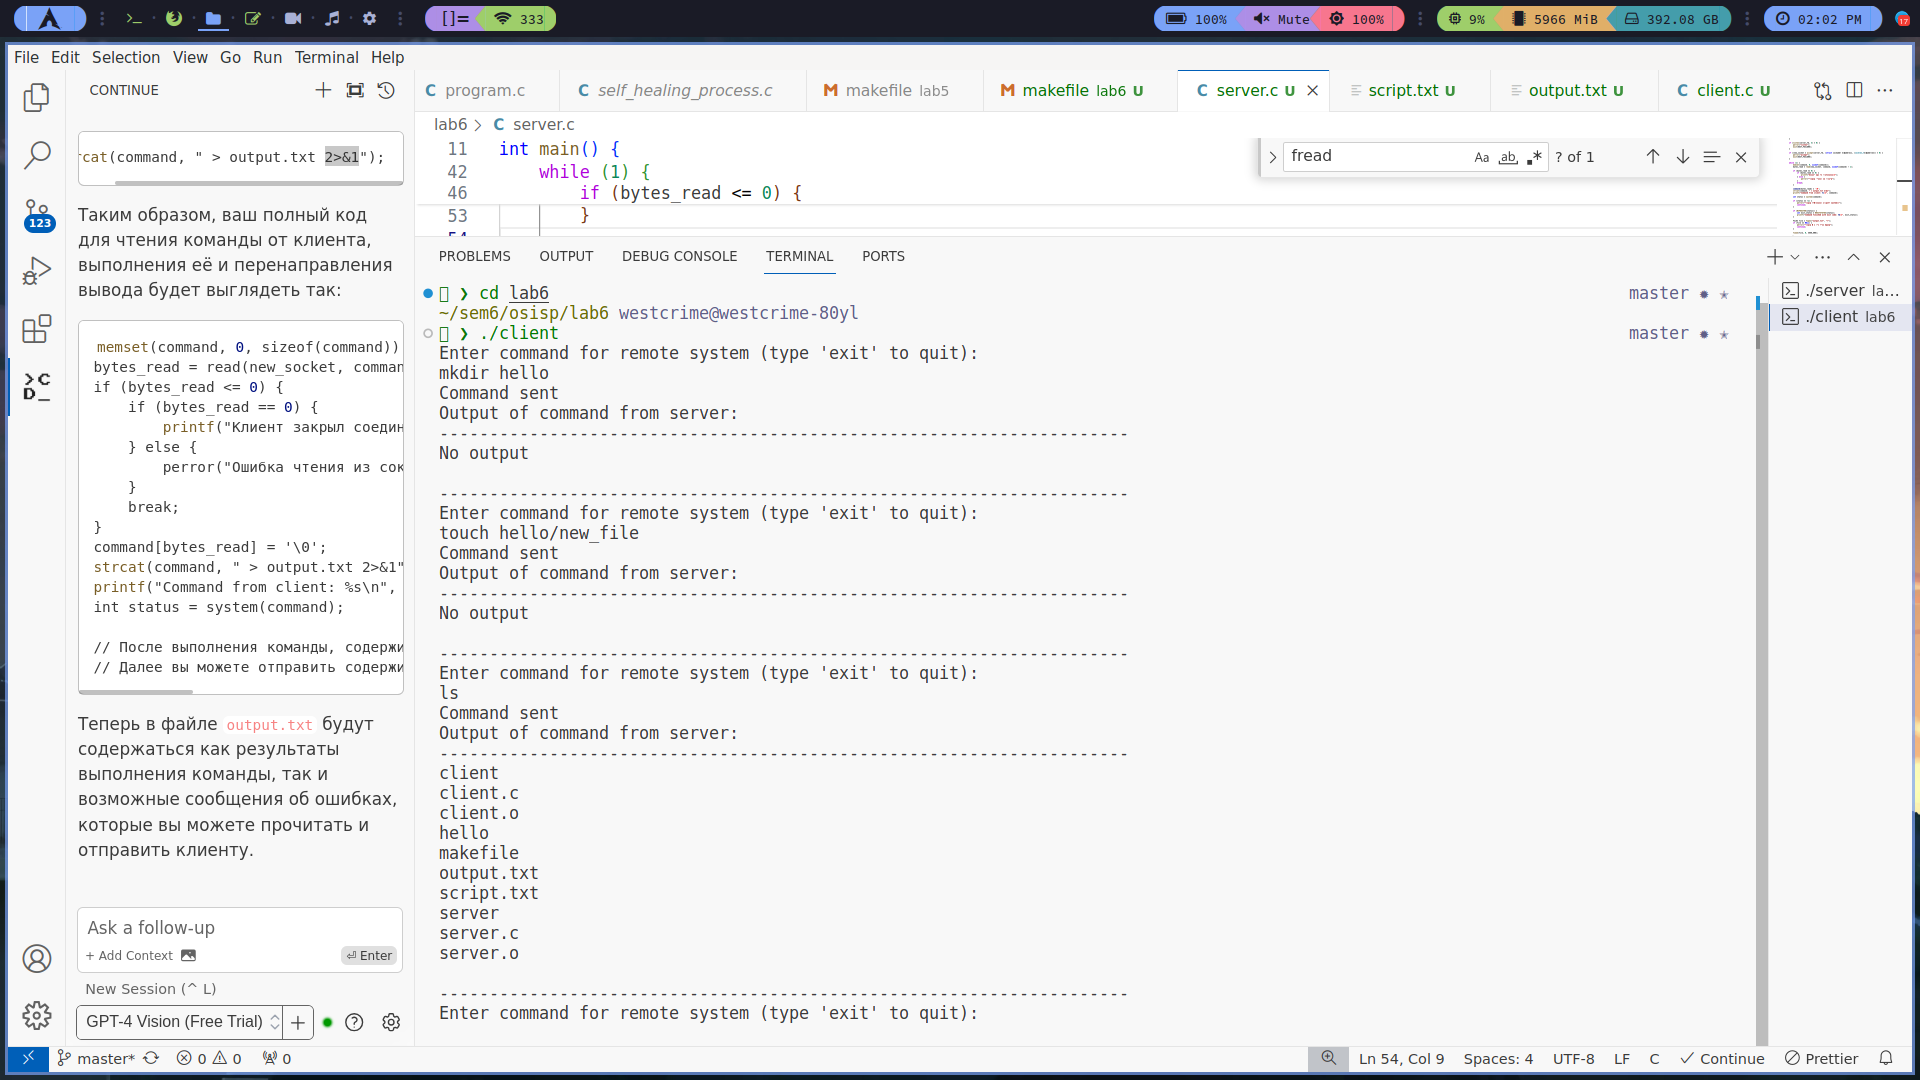 []= 333
100% Mute 100%
9% 5966 MiB 392.08 GB
02:02 PM
17
File Edit Selection View Go Run Terminal Help
CONTINUE
program.c
self_healing_process.c
makefile lab5
makefile lab6 U
server.c U
script.txt U
output.txt U
client.c U
lab6 > C server.c
11 int main() {
42 while (1) {
46 if (bytes_read <= 0) {
53 }
54
fread
Aa ab .* ? of 1
rcat(command, " > output.txt 2>&1");
Таким образом, ваш полный код
для чтения команды от клиента,
выполнения её и перенаправления
вывода будет выглядеть так:
memset(command, 0, sizeof(command))
bytes_read = read(new_socket, comman
if (bytes_read <= 0) {
if (bytes_read == 0) {
printf("Клиент закрыл соедин
} else {
perror("Ошибка чтения из сок
}
break;
}
command[bytes_read] = '\0';
strcat(command, " > output.txt 2>&1"
printf("Command from client: %s\n",
int status = system(command);
// После выполнения команды, содержи
// Далее вы можете отправить содержи
Теперь в файле output.txt будут
содержаться как результаты
выполнения команды, так и
возможные сообщения об ошибках,
которые вы можете прочитать и
отправить клиенту.
Ask a follow-up
+ Add Context
⏎ Enter
New Session (^ L)
GPT-4 Vision (Free Trial)
123
PROBLEMS OUTPUT DEBUG CONSOLE TERMINAL PORTS
❯ cd lab6 master
~/sem6/osisp/lab6 westcrime@westcrime-80yl
❯ ./client master
Enter command for remote system (type 'exit' to quit):
mkdir hello
Command sent
Output of command from server:
---------------------------------------------------------------------
No output
---------------------------------------------------------------------
Enter command for remote system (type 'exit' to quit):
touch hello/new_file
Command sent
Output of command from server:
---------------------------------------------------------------------
No output
---------------------------------------------------------------------
Enter command for remote system (type 'exit' to quit):
ls
Command sent
Output of command from server:
---------------------------------------------------------------------
client
client.c
client.o
hello
makefile
output.txt
script.txt
server
server.c
server.o
---------------------------------------------------------------------
Enter command for remote system (type 'exit' to quit):
./server la...
./client lab6
master* 0 0 0
Ln 54, Col 9 Spaces: 4 UTF-8 LF C Continue Prettier